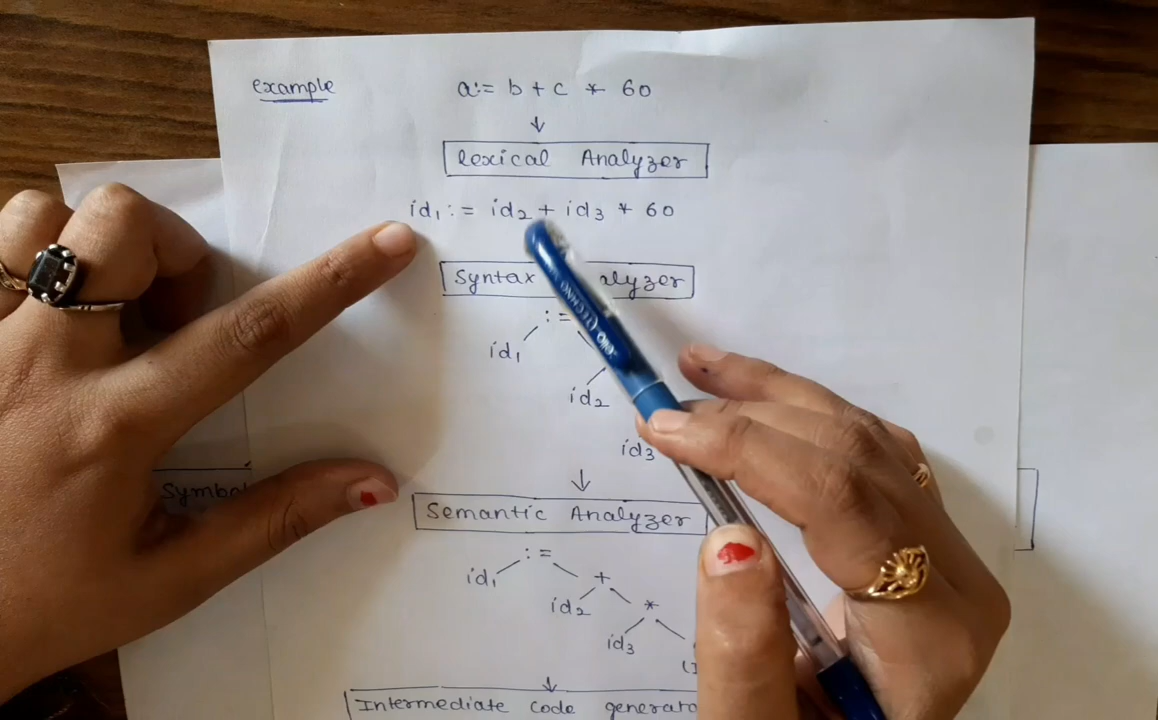 example
a:= b + c * 60
↓
Lexical Analyzer
id₁ := id₂ + id₃ * 60
Syntax alyzer
:=
id₁
id₂
id₃
↓
Symbol
Semantic Analyzer
:=
id₁ +
id₂ *
id₃
↓
Intermediate code generato